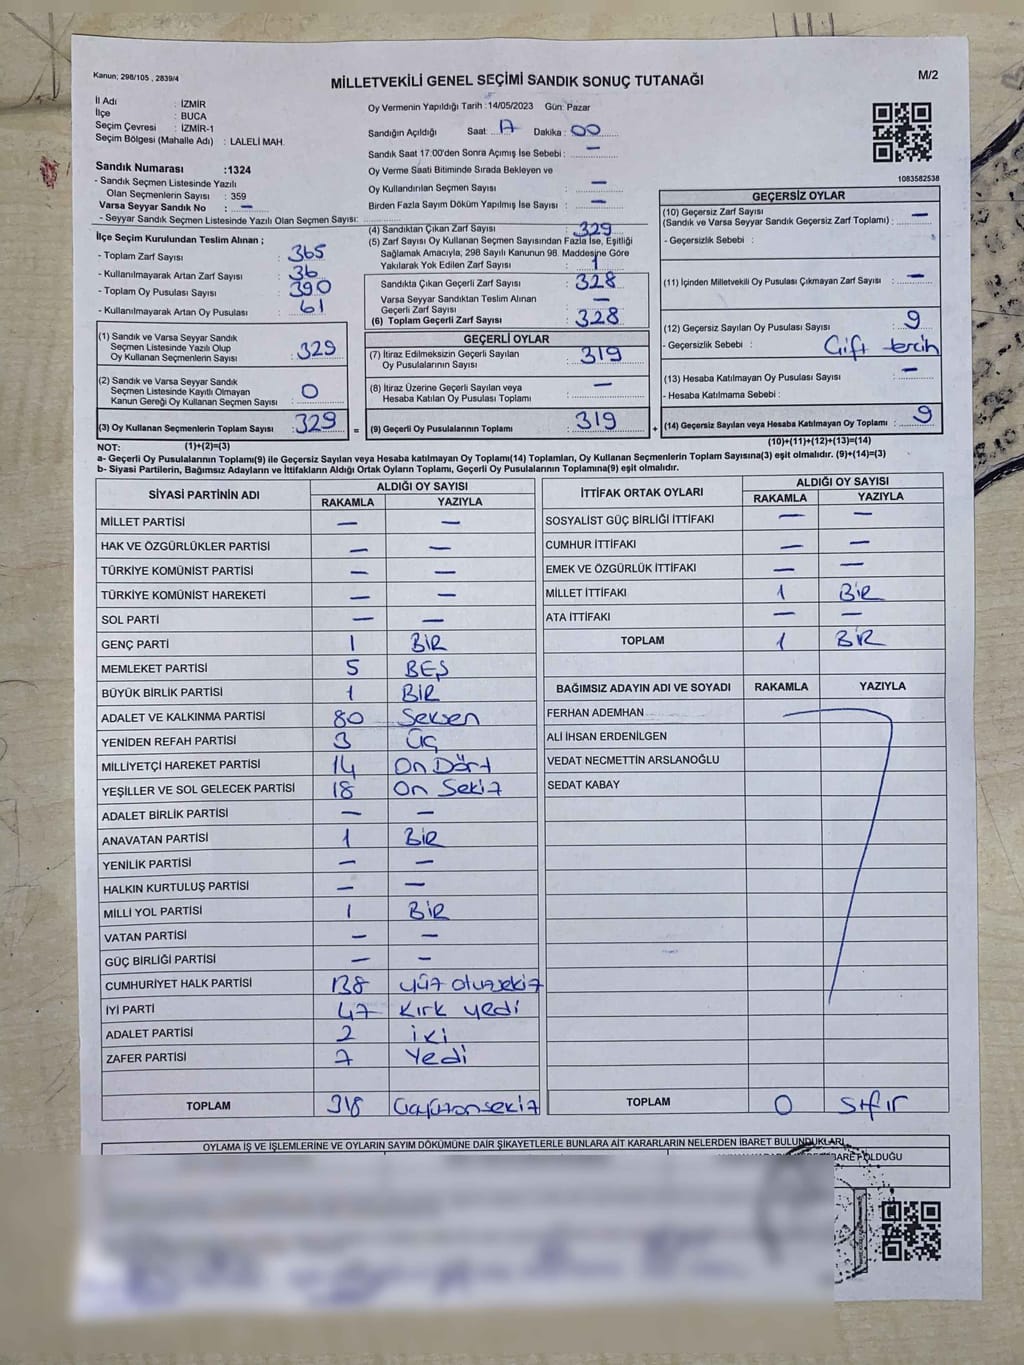 Kanun; 298/105 , 2839/4
MİLLETVEKİLİ GENEL SEÇİMİ SANDIK SONUÇ TUTANAĞI
M/2
İl Adı : İZMİR
İlçe : BUCA
Seçim Çevresi : İZMİR-1
Seçim Bölgesi (Mahalle Adı) : LALELİ MAH.
Oy Vermenin Yapıldığı Tarih :14/05/2023 Gün: Pazar
Sandığın Açıldığı Saat: 17 Dakika : 00
Sandık Saat 17:00'den Sonra Açılmış İse Sebebi : —
Oy Verme Saati Bitiminde Sırada Bekleyen ve
Oy Kullandırılan Seçmen Sayısı : —
Birden Fazla Sayım Döküm Yapılmış İse Sayısı : —
1083582538
Sandık Numarası :1324
- Sandık Seçmen Listesinde Yazılı
Olan Seçmenlerin Sayısı : 359
Varsa Seyyar Sandık No : —
- Seyyar Sandık Seçmen Listesinde Yazılı Olan Seçmen Sayısı:
İlçe Seçim Kurulundan Teslim Alınan ;
- Toplam Zarf Sayısı : 365
- Kullanılmayarak Artan Zarf Sayısı : 36
- Toplam Oy Pusulası Sayısı : 390
- Kullanılmayarak Artan Oy Pusulası : 61
(1) Sandık ve Varsa Seyyar Sandık
Seçmen Listesinde Yazılı Olup
Oy Kullanan Seçmenlerin Sayısı : 329
(2) Sandık ve Varsa Seyyar Sandık
Seçmen Listesinde Kayıtlı Olmayan
Kanun Gereği Oy Kullanan Seçmen Sayısı : 0
(3) Oy Kullanan Seçmenlerin Toplam Sayısı : 329 =
(4) Sandıktan Çıkan Zarf Sayısı : 329
(5) Zarf Sayısı Oy Kullanan Seçmen Sayısından Fazla İse, Eşitliği
Sağlamak Amacıyla, 298 Sayılı Kanunun 98. Maddesine Göre
Yakılarak Yok Edilen Zarf Sayısı : 1
Sandıkta Çıkan Geçerli Zarf Sayısı : 328
Varsa Seyyar Sandıktan Teslim Alınan
Geçerli Zarf Sayısı : —
(6) Toplam Geçerli Zarf Sayısı : 328
GEÇERLİ OYLAR
(7) İtiraz Edilmeksizin Geçerli Sayılan
Oy Pusulalarının Sayısı : 319
(8) İtiraz Üzerine Geçerli Sayılan veya
Hesaba Katılan Oy Pusulası Toplamı : —
(9) Geçerli Oy Pusulalarının Toplamı : 319 +
GEÇERSİZ OYLAR
(10) Geçersiz Zarf Sayısı
(Sandık ve Varsa Seyyar Sandık Geçersiz Zarf Toplamı) : —
- Geçersizlik Sebebi :
(11) İçinden Milletvekili Oy Pusulası Çıkmayan Zarf Sayısı : —
(12) Geçersiz Sayılan Oy Pusulası Sayısı : 9
- Geçersizlik Sebebi : Çift tercih
(13) Hesaba Katılmayan Oy Pusulası Sayısı : —
- Hesaba Katılmama Sebebi :
(14) Geçersiz Sayılan veya Hesaba Katılmayan Oy Toplamı : 9
NOT: (1)+(2)=(3) (10)+(11)+(12)+(13)=(14)
a- Geçerli Oy Pusulalarının Toplamı(9) ile Geçersiz Sayılan veya Hesaba katılmayan Oy Toplam(14) Toplamları, Oy Kullanan Seçmenlerin Toplam Sayısına(3) eşit olmalıdır. (9)+(14)=(3)
b- Siyasi Partilerin, Bağımsız Adayların ve İttifakların Aldığı Ortak Oyların Toplamı, Geçerli Oy Pusulalarının Toplamına(9) eşit olmalıdır.
SİYASİ PARTİNİN ADI ALDIĞI OY SAYISI
RAKAMLA YAZIYLA
MİLLET PARTİSİ — —
HAK VE ÖZGÜRLÜKLER PARTİSİ — —
TÜRKİYE KOMÜNİST PARTİSİ — —
TÜRKİYE KOMÜNİST HAREKETİ — —
SOL PARTİ — —
GENÇ PARTİ 1 BİR
MEMLEKET PARTİSİ 5 BEŞ
BÜYÜK BİRLİK PARTİSİ 1 BİR
ADALET VE KALKINMA PARTİSİ 80 Seksen
YENİDEN REFAH PARTİSİ 3 Üç
MİLLİYETÇİ HAREKET PARTİSİ 14 On Dört
YEŞİLLER VE SOL GELECEK PARTİSİ 18 On Sekiz
ADALET BİRLİK PARTİSİ — —
ANAVATAN PARTİSİ 1 BİR
YENİLİK PARTİSİ — —
HALKIN KURTULUŞ PARTİSİ — —
MİLLİ YOL PARTİSİ 1 BİR
VATAN PARTİSİ — —
GÜÇ BİRLİĞİ PARTİSİ — —
CUMHURİYET HALK PARTİSİ 138 yüz otuzsekiz
İYİ PARTİ 47 Kırk yedi
ADALET PARTİSİ 2 iki
ZAFER PARTİSİ 7 Yedi
TOPLAM 318 Üçyüzonsekiz
İTTİFAK ORTAK OYLARI ALDIĞI OY SAYISI
RAKAMLA YAZIYLA
SOSYALİST GÜÇ BİRLİĞİ İTTİFAKI — —
CUMHUR İTTİFAKI — —
EMEK VE ÖZGÜRLÜK İTTİFAKI — —
MİLLET İTTİFAKI 1 BİR
ATA İTTİFAKI — —
TOPLAM 1 BİR
BAĞIMSIZ ADAYIN ADI VE SOYADI RAKAMLA YAZIYLA
FERHAN ADEMHAN
ALİ İHSAN ERDENİLGEN
VEDAT NECMETTİN ARSLANOĞLU
SEDAT KABAY
TOPLAM 0 Sıfır
OYLAMA İŞ VE İŞLEMLERİNE VE OYLARIN SAYIM DÖKÜMÜNE DAİR ŞİKAYETLERLE BUNLARA AİT KARARLARIN NELERDEN İBARET BULUNDUKLARI
OLDUĞU